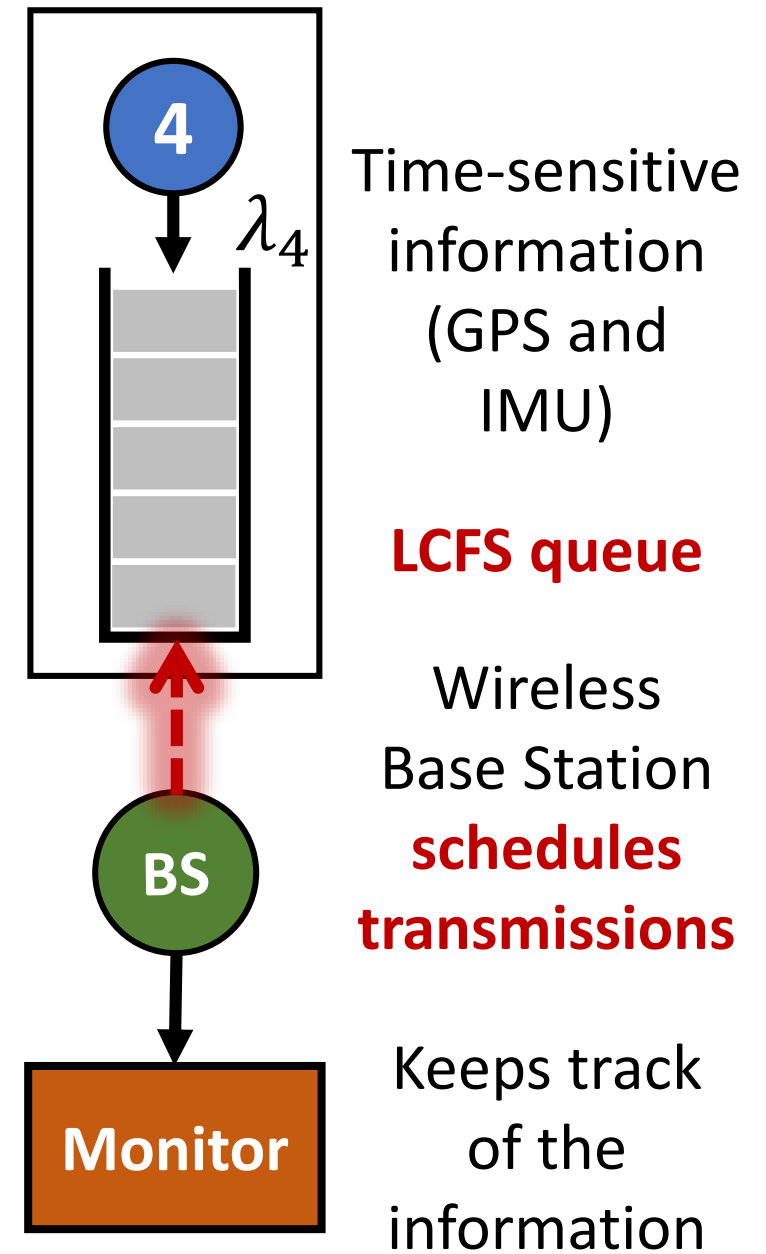 4
λ₄
Time-sensitive
information
(GPS and
IMU)
LCFS queue
Wireless
Base Station
schedules
transmissions
BS
Keeps track
of the
information
Monitor